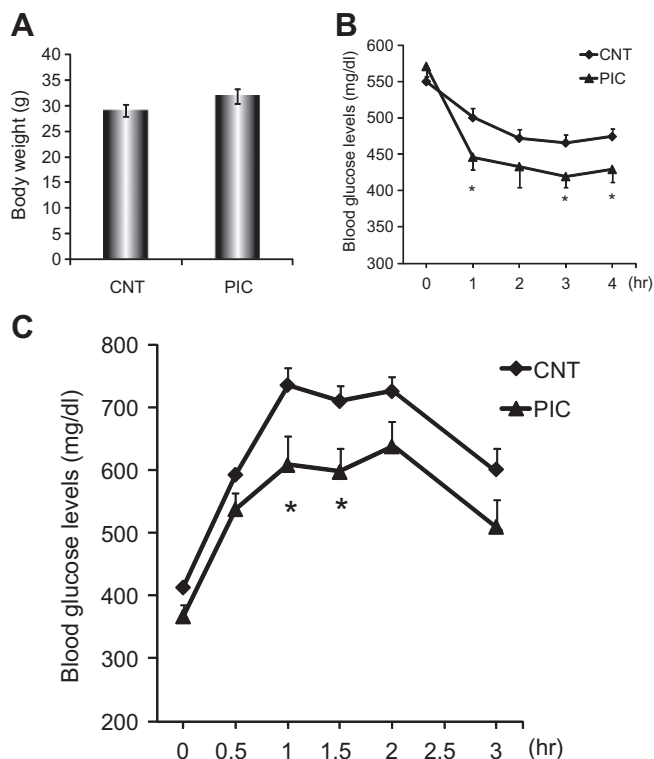 A
Body weight (g)
40
35
30
25
20
15
10
5
0
CNT
PIC
B
Blood glucose levels (mg/dl)
600
550
500
450
400
350
300
CNT
PIC
*
*
*
0 1 2 3 4 (hr)
C
Blood glucose levels (mg/dl)
800
700
600
500
400
300
200
CNT
PIC
*
*
0 0.5 1 1.5 2 2.5 3 (hr)